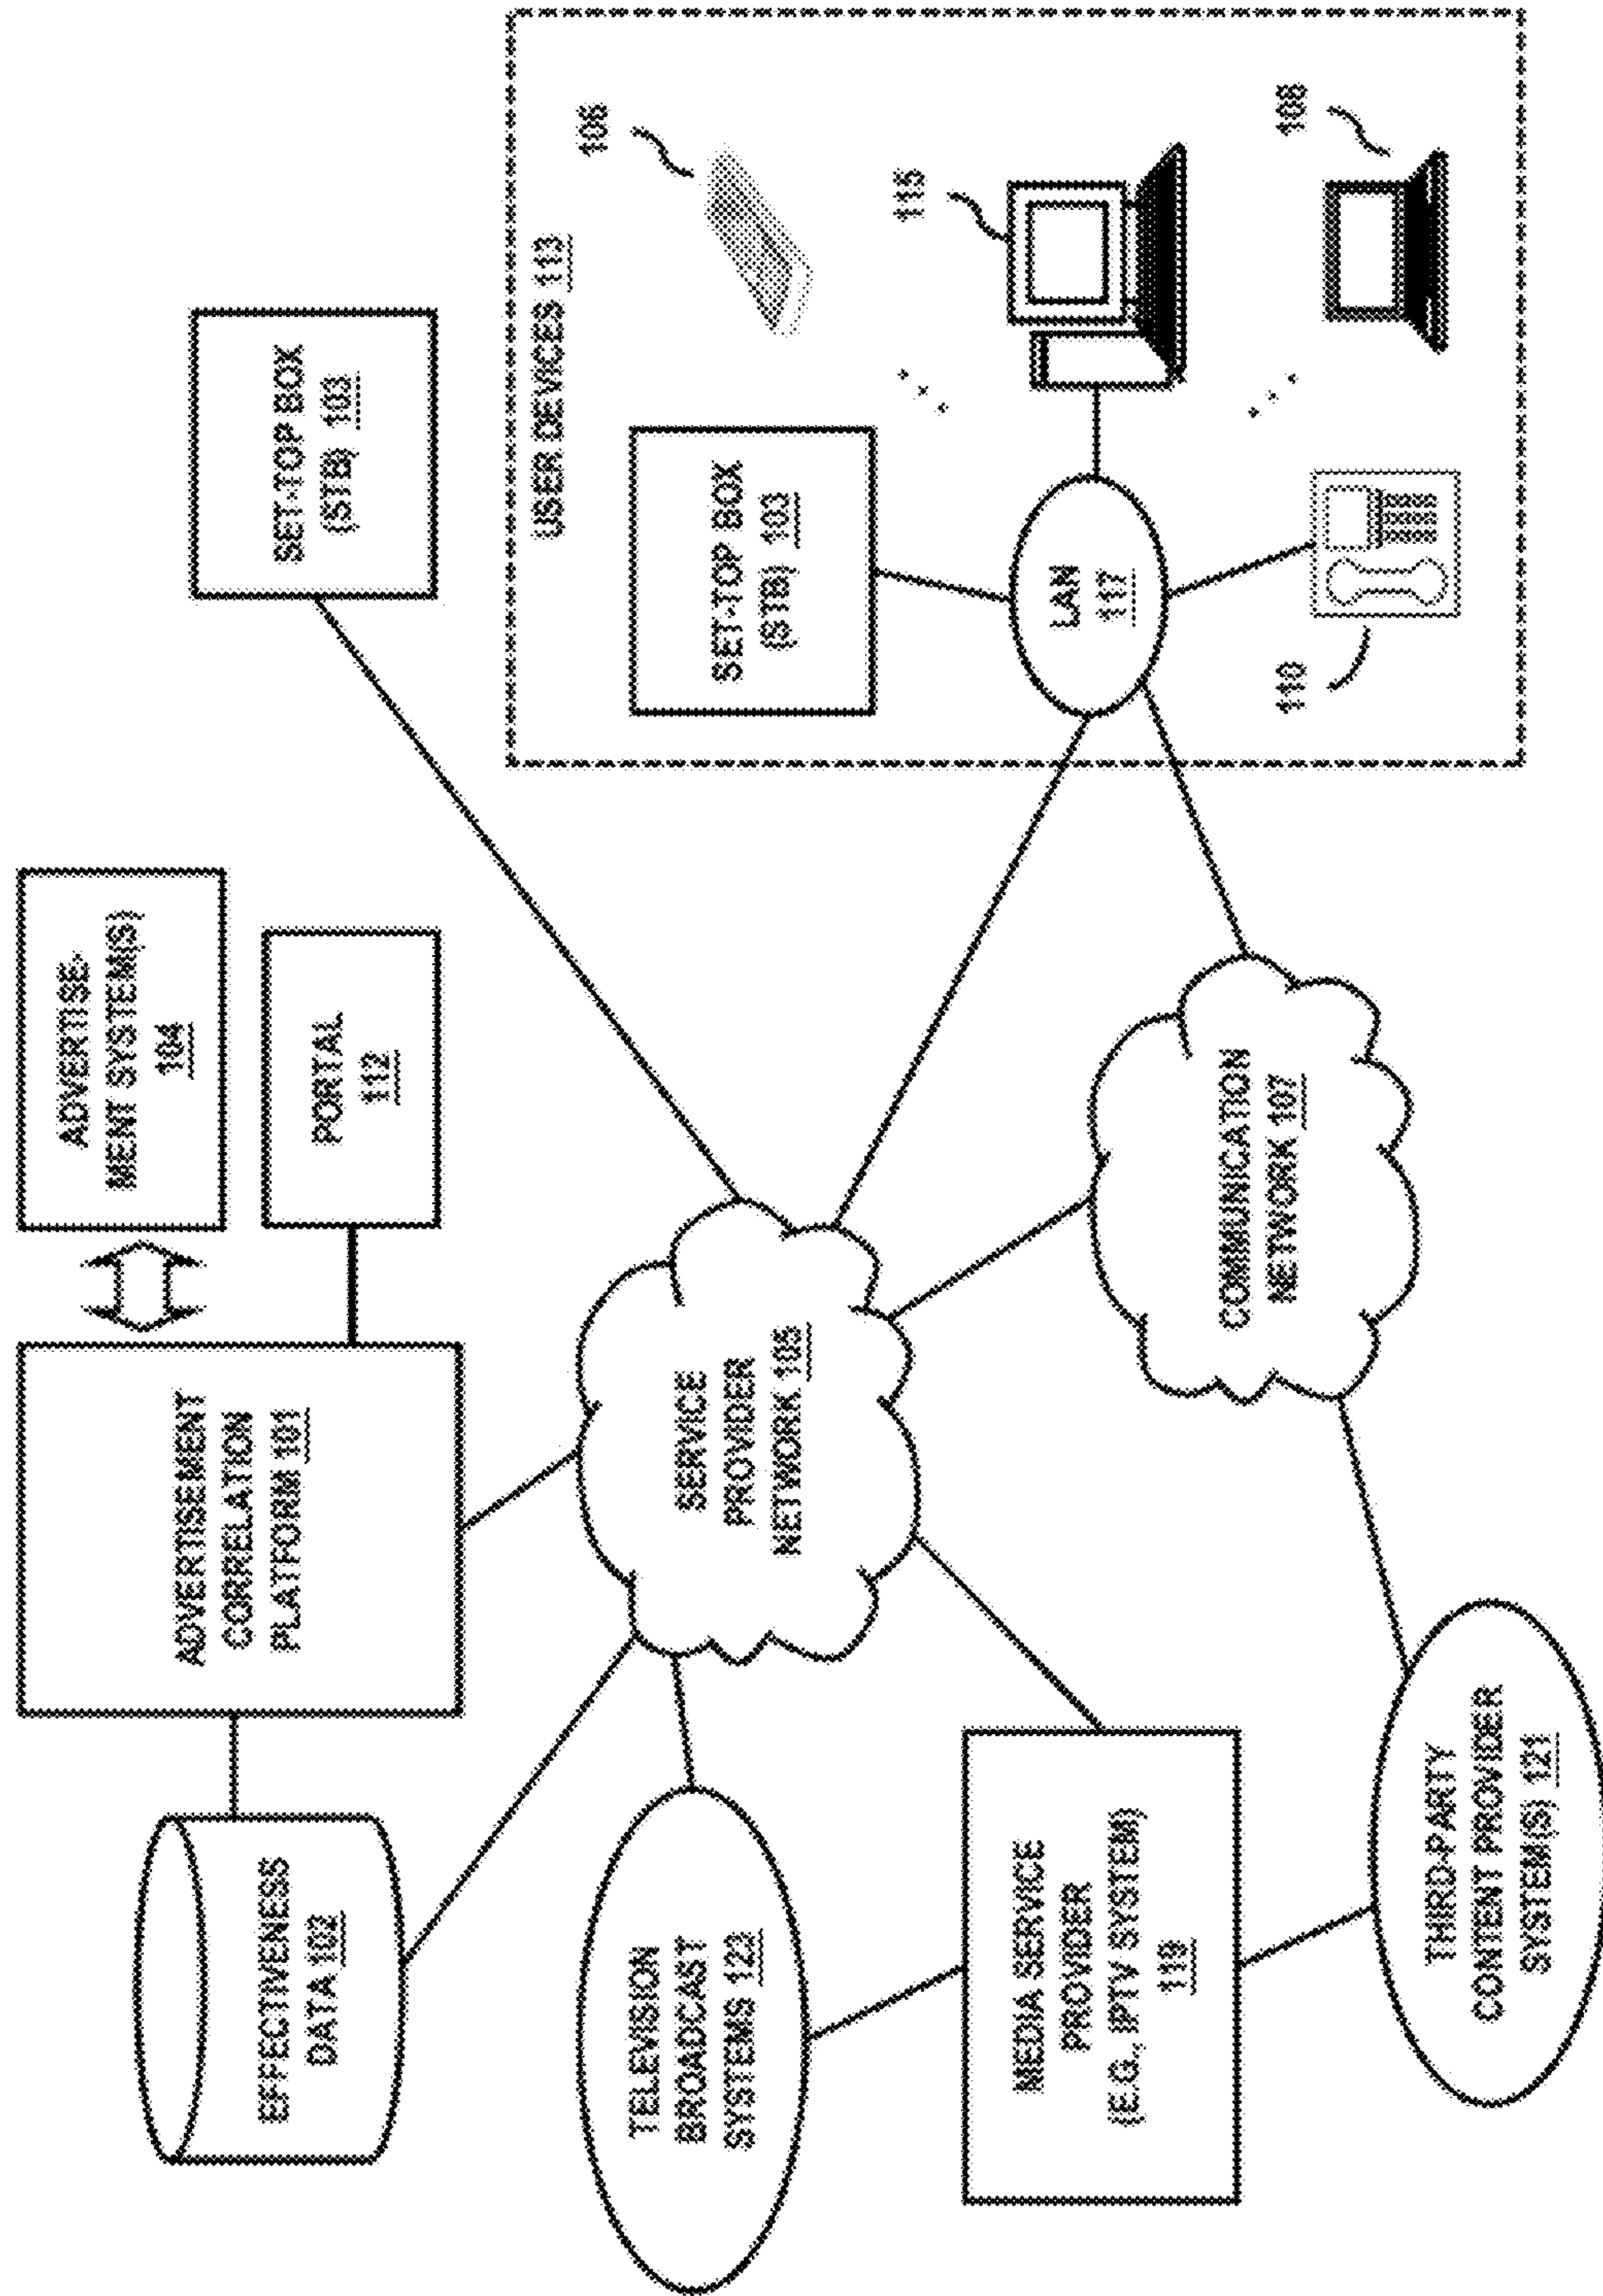 ADVERTISE-
MENT SYSTEM(S)
104
ADVERTISEMENT
CORRELATION
PLATFORM 101
PORTAL
112
EFFECTIVENESS
DATA 102
SET-TOP BOX
(STB) 103
USER DEVICES 113
106
SET-TOP BOX
(STB) 103
115
LAN
117
110
108
SERVICE
PROVIDER
NETWORK 105
TELEVISION
BROADCAST
SYSTEMS 123
MEDIA SERVICE
PROVIDER
(E.G., IPTV SYSTEM)
119
COMMUNICATION
NETWORK 107
THIRD-PARTY
CONTENT PROVIDER
SYSTEM(S) 121